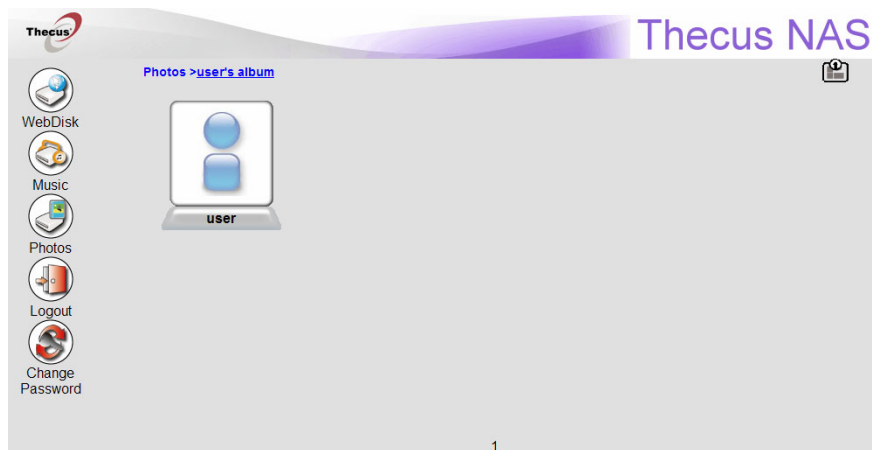 Thecus
Thecus NAS
Photos >user's album
WebDisk
Music
Photos
Logout
Change
Password
user
1